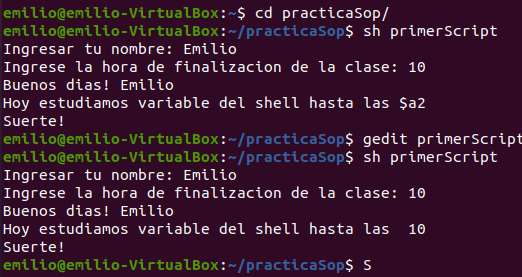 emilio@emilio-VirtualBox:~$ cd practicaSop/
emilio@emilio-VirtualBox:~/practicaSop$ sh primerScript
Ingresar tu nombre: Emilio
Ingrese la hora de finalizacion de la clase: 10
Buenos dias! Emilio
Hoy estudiamos variable del shell hasta las $a2
Suerte!
emilio@emilio-VirtualBox:~/practicaSop$ gedit primerScript
emilio@emilio-VirtualBox:~/practicaSop$ sh primerScript
Ingresar tu nombre: Emilio
Ingrese la hora de finalizacion de la clase: 10
Buenos dias! Emilio
Hoy estudiamos variable del shell hasta las  10
Suerte!
emilio@emilio-VirtualBox:~/practicaSop$ S